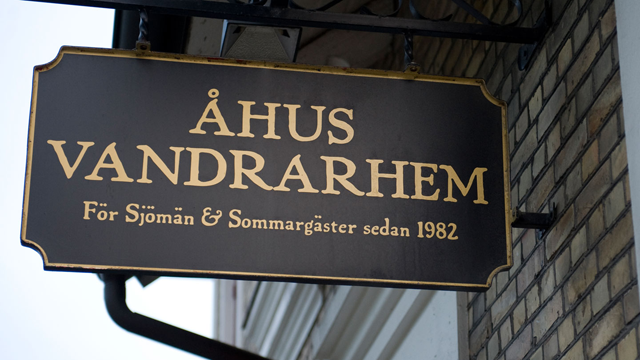 ÅHUS
VANDRARHEM
För Sjömän & Sommargäster sedan 1982